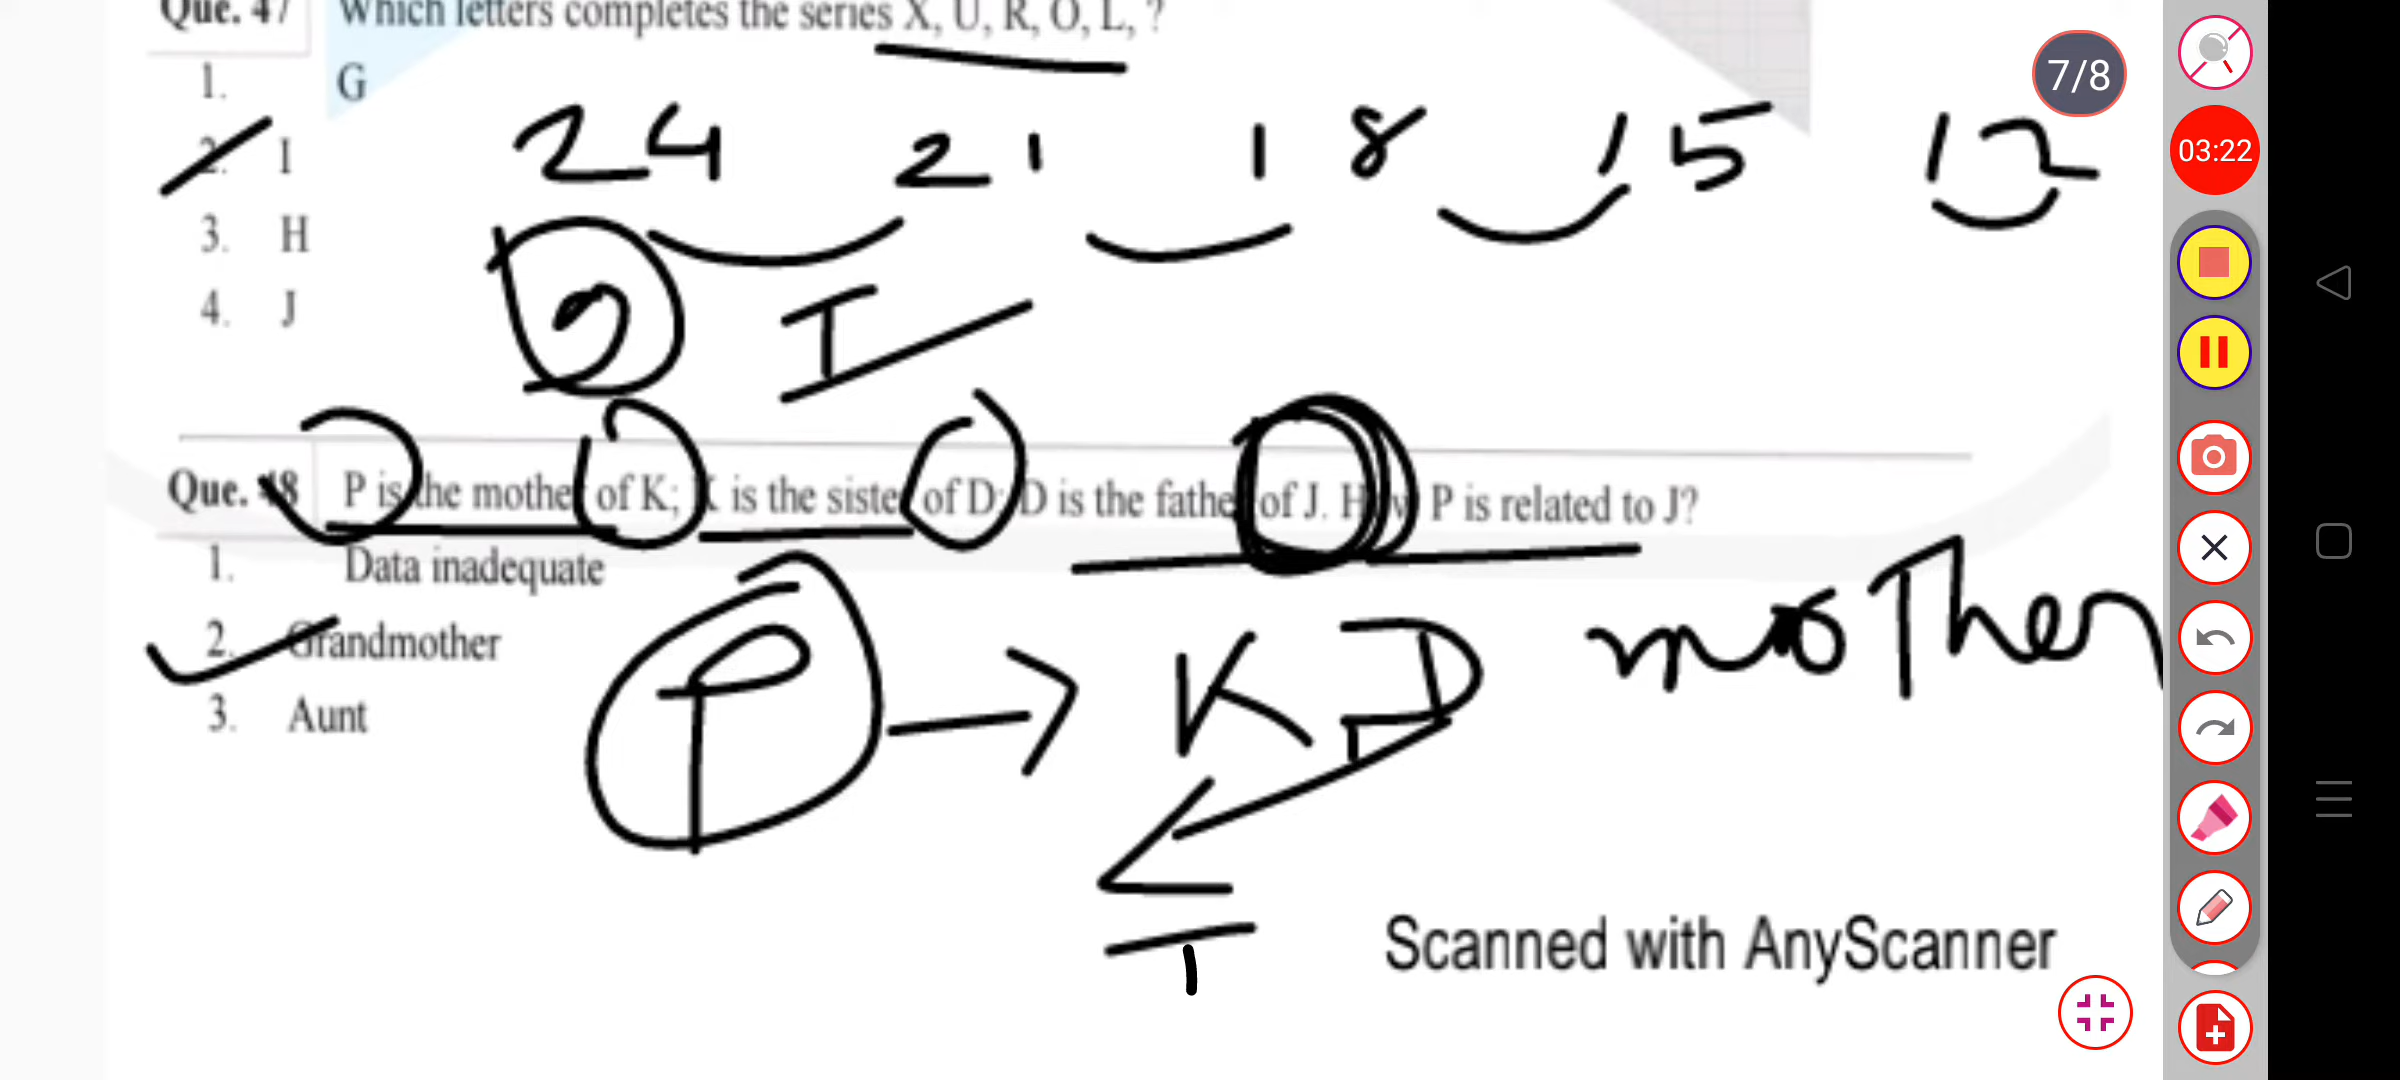 Que. 47 Which letters completes the series X, U, R, O, L, ?
1. G
2. I
3. H
4. J
24 21 18 15 12
9 I
Que. 48 P is the mother of K; K is the sister of D; D is the father of J. How P is related to J?
1. Data inadequate
2. Grandmother
3. Aunt
P K D mother
J
Scanned with AnyScanner
7/8
03:22